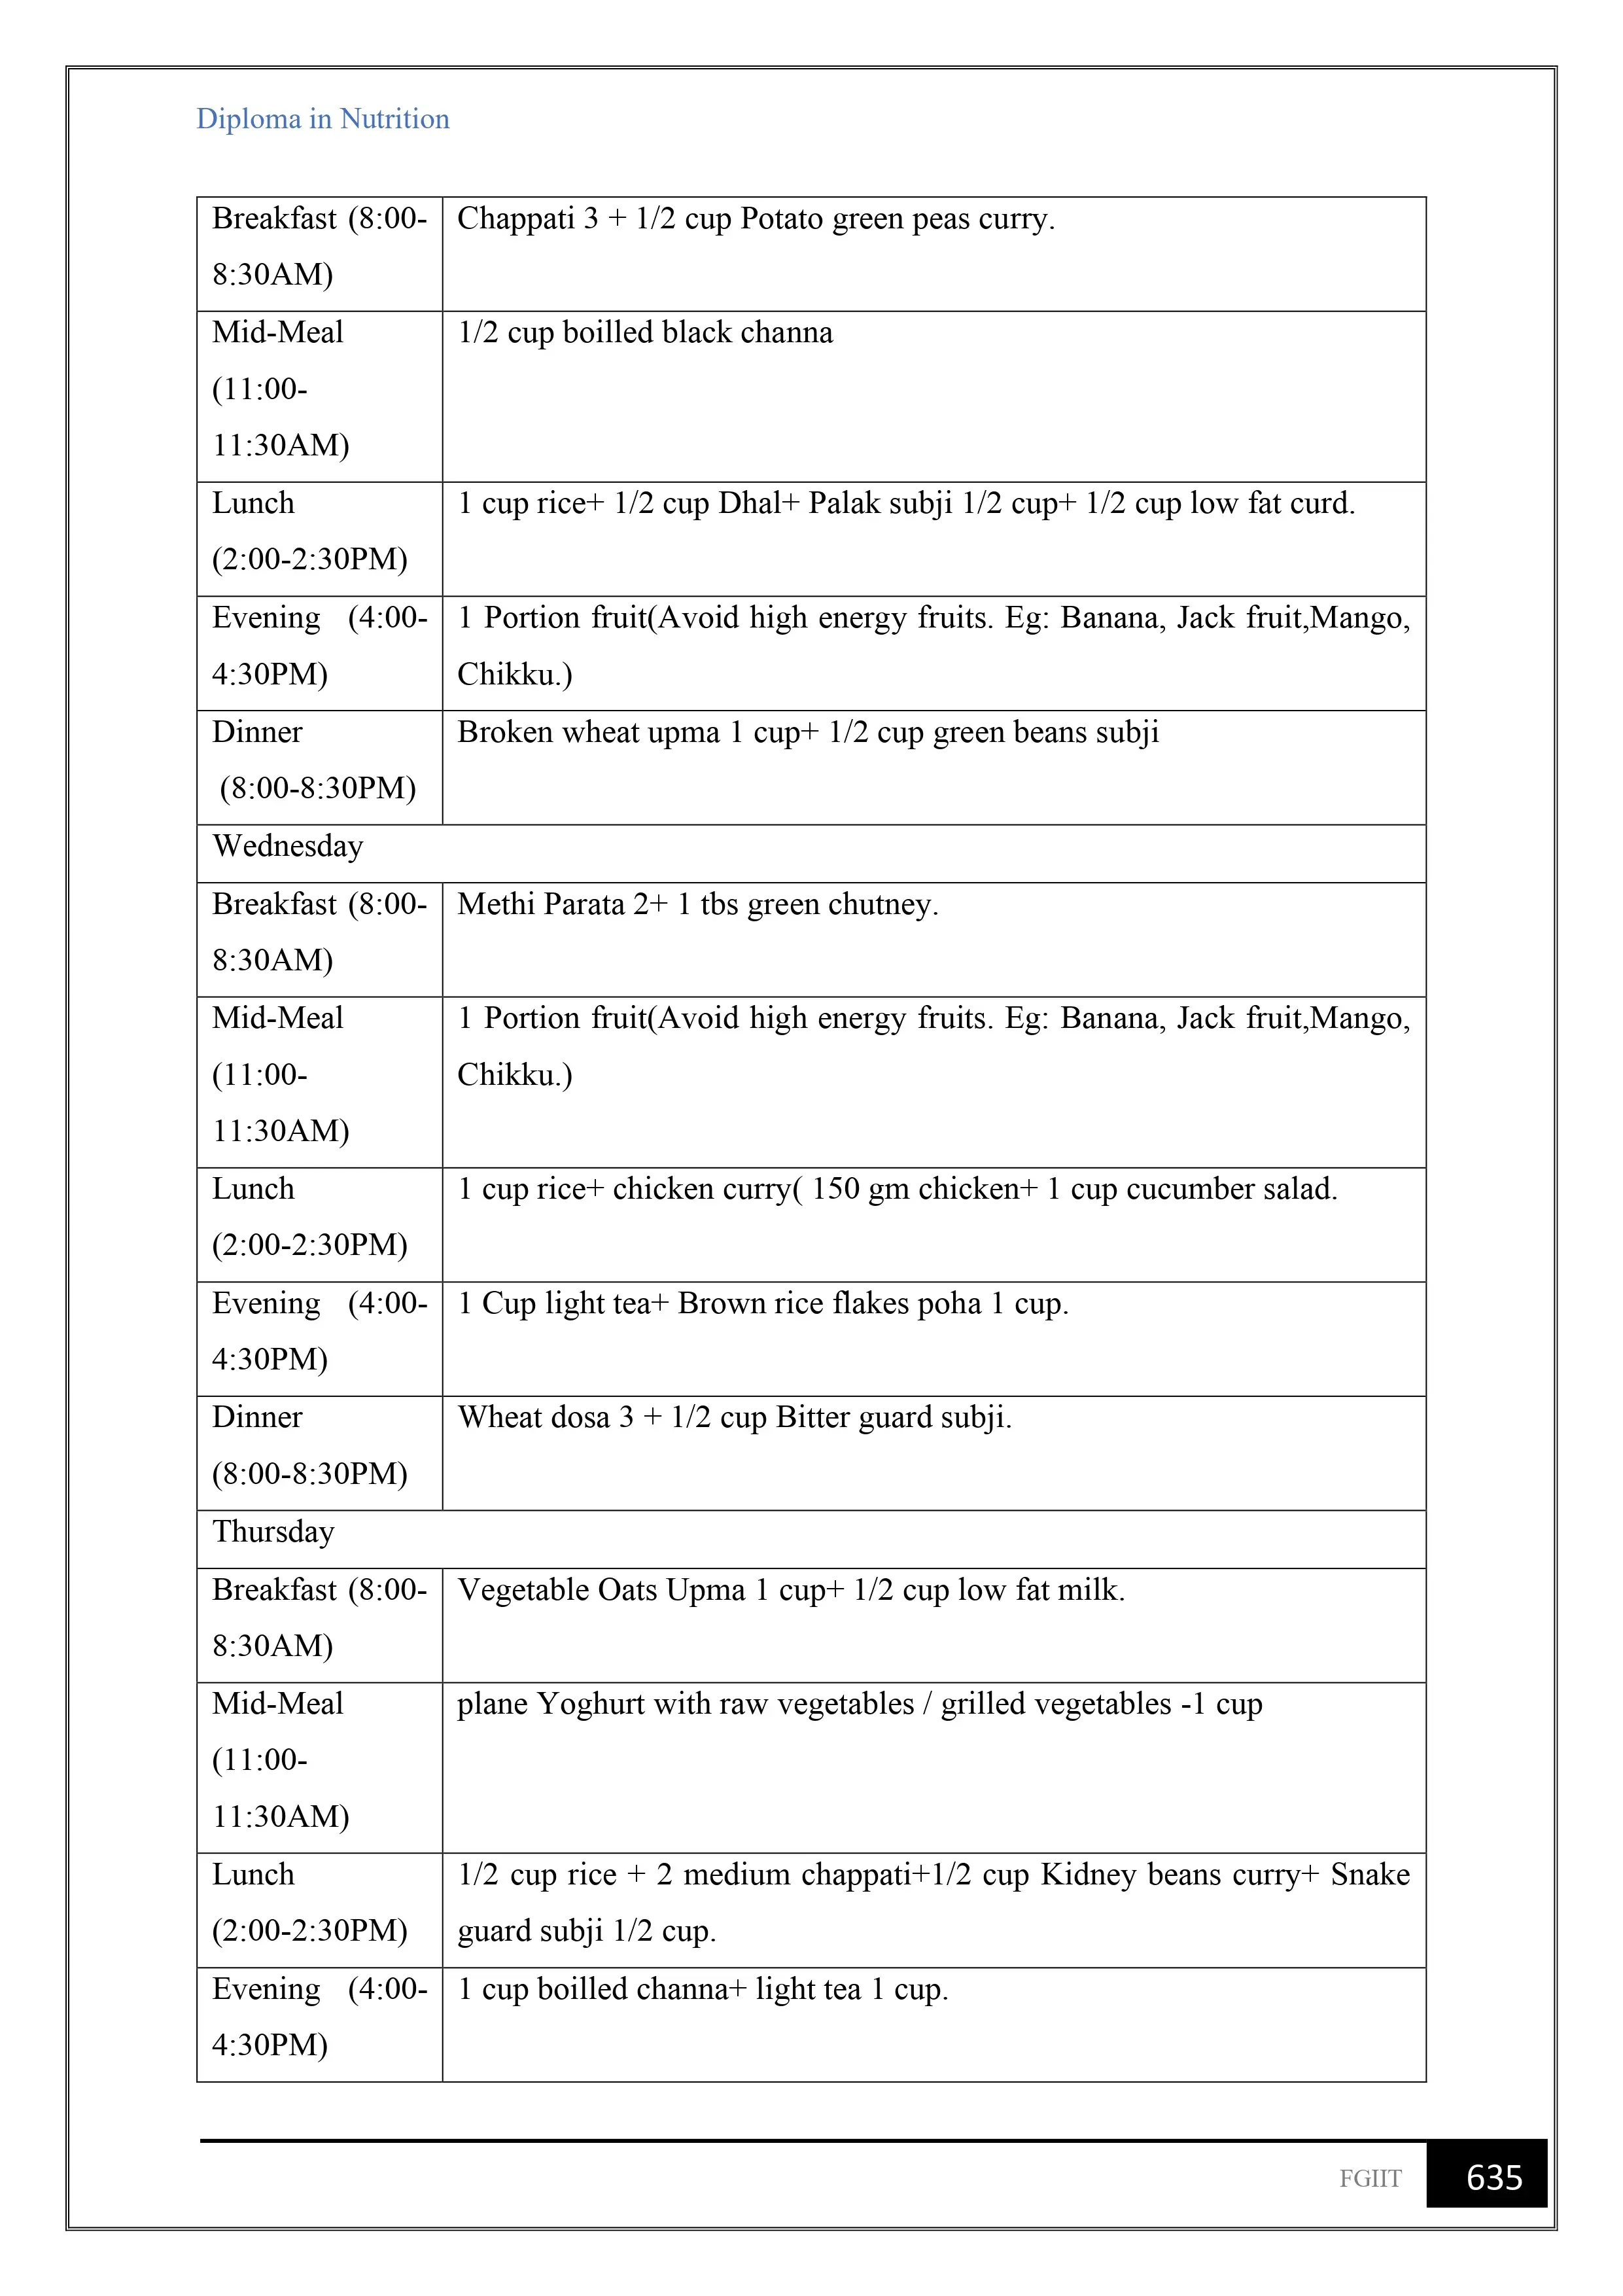 Diploma in Nutrition
Breakfast (8:00-
8:30AM)
Chappati 3 + 1/2 cup Potato green peas curry.
Mid-Meal
(11:00-
11:30AM)
1/2 cup boilled black channa
Lunch
(2:00-2:30PM)
1 cup rice+ 1/2 cup Dhal+ Palak subji 1/2 cup+ 1/2 cup low fat curd.
Evening (4:00-
4:30PM)
1 Portion fruit(Avoid high energy fruits. Eg: Banana, Jack fruit,Mango,
Chikku.)
Dinner
(8:00-8:30PM)
Broken wheat upma 1 cup+ 1/2 cup green beans subji
Wednesday
Breakfast (8:00-
8:30AM)
Methi Parata 2+ 1 tbs green chutney.
Mid-Meal
(11:00-
11:30AM)
1 Portion fruit(Avoid high energy fruits. Eg: Banana, Jack fruit,Mango,
Chikku.)
Lunch
(2:00-2:30PM)
1 cup rice+ chicken curry( 150 gm chicken+ 1 cup cucumber salad.
Evening (4:00-
4:30PM)
1 Cup light tea+ Brown rice flakes poha 1 cup.
Dinner
(8:00-8:30PM)
Wheat dosa 3 + 1/2 cup Bitter guard subji.
Thursday
Breakfast (8:00-
8:30AM)
Vegetable Oats Upma 1 cup+ 1/2 cup low fat milk.
Mid-Meal
(11:00-
11:30AM)
plane Yoghurt with raw vegetables / grilled vegetables -1 cup
Lunch
(2:00-2:30PM)
1/2 cup rice + 2 medium chappati+1/2 cup Kidney beans curry+ Snake
guard subji 1/2 cup.
Evening (4:00-
4:30PM)
1 cup boilled channa+ light tea 1 cup.
FGIIT 635